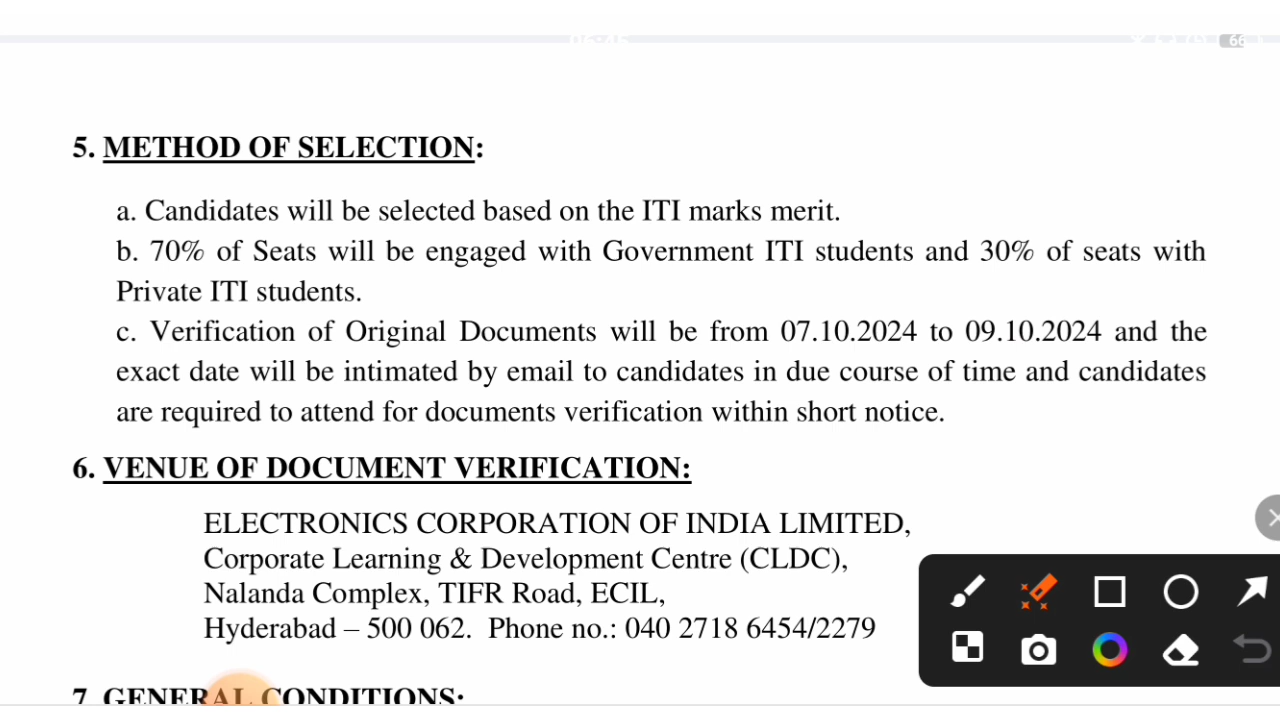 66
5. METHOD OF SELECTION:
a. Candidates will be selected based on the ITI marks merit.
b. 70% of Seats will be engaged with Government ITI students and 30% of seats with
Private ITI students.
c. Verification of Original Documents will be from 07.10.2024 to 09.10.2024 and the
exact date will be intimated by email to candidates in due course of time and candidates
are required to attend for documents verification within short notice.
6. VENUE OF DOCUMENT VERIFICATION:
ELECTRONICS CORPORATION OF INDIA LIMITED,
Corporate Learning & Development Centre (CLDC),
Nalanda Complex, TIFR Road, ECIL,
Hyderabad – 500 062. Phone no.: 040 2718 6454/2279
7. GENERAL CONDITIONS: